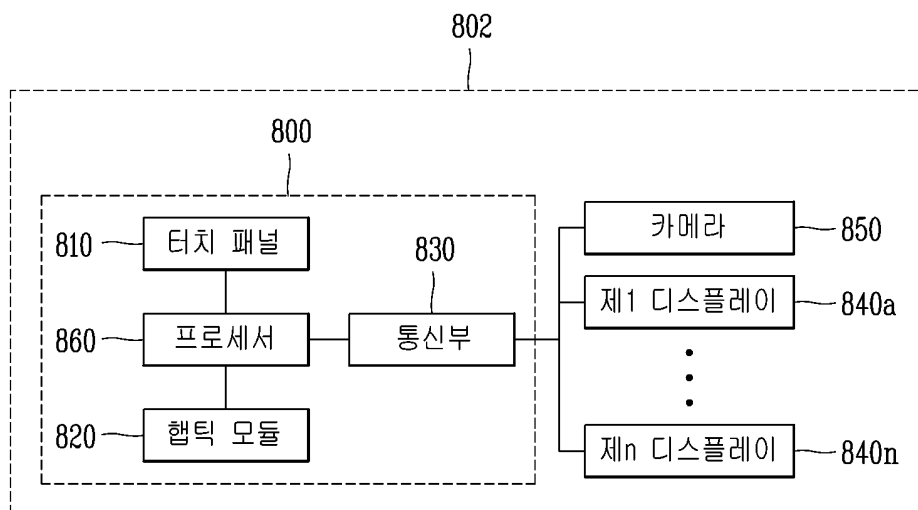 802
800
810
터치 패널
830
카메라
850
제1 디스플레이
840a
860
프로세서
통신부
820
햅틱 모듈
제n 디스플레이
840n